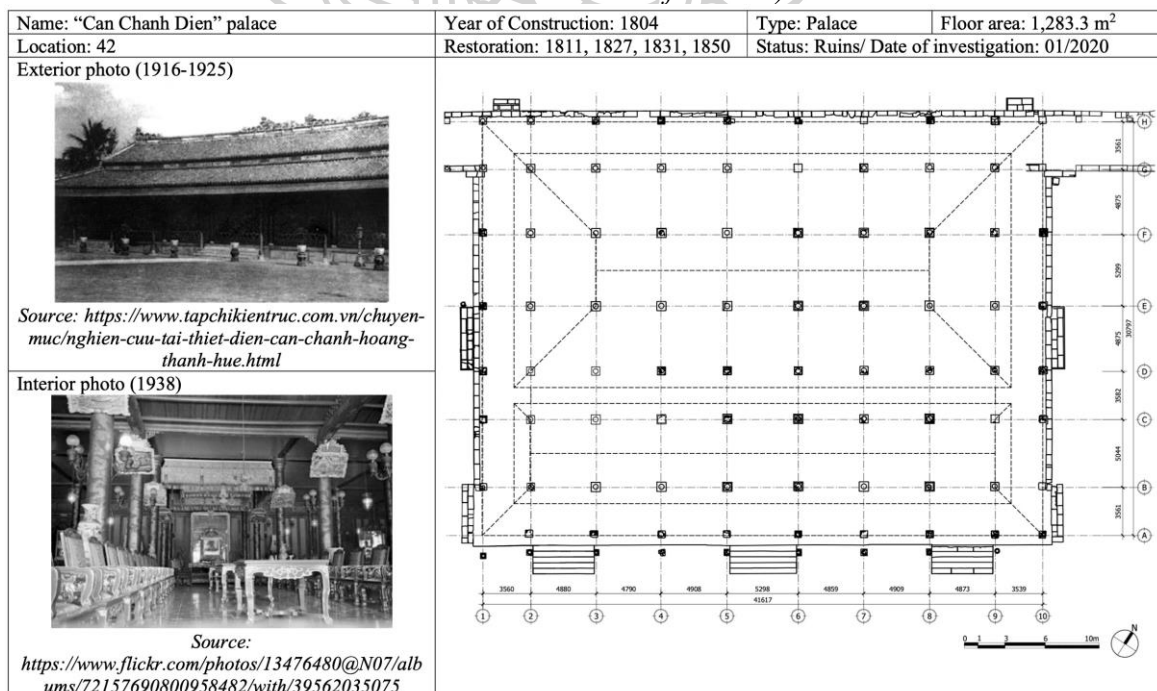 Name: “Can Chanh Dien” palace
Year of Construction: 1804
Type: Palace
Floor area: 1,283.3 m²
Location: 42
Restoration: 1811, 1827, 1831, 1850
Status: Ruins/ Date of investigation: 01/2020
Exterior photo (1916-1925)
Source: https://www.tapchikientruc.com.vn/chuyen-
muc/nghien-cuu-tai-thiet-dien-can-chanh-hoang-
thanh-hue.html
Interior photo (1938)
Source:
https://www.flickr.com/photos/13476480@N07/alb
ums/72157690800958482/with/39562035075
H
3561
G
4875
F
5299
E
4875
30797
D
3582
C
5044
B
3561
A
3560 4880 4790 4908 5298 4859 4909 4873 3539
41617
1 2 3 4 5 6 7 8 9 10
0 1 3 6 10m
N